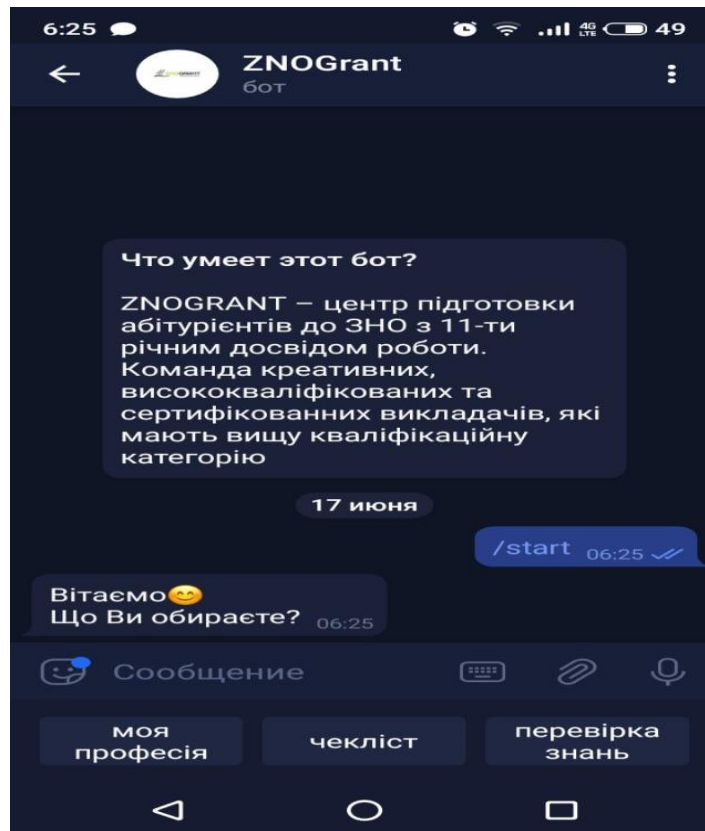 6:25
4G LTE 49
ZNOGrant
бот
Что умеет этот бот?
ZNOGRANT – центр підготовки
абітурієнтів до ЗНО з 11-ти
річним досвідом роботи.
Команда креативних,
висококваліфікованих та
сертифікованних викладачів, які
мають вищу кваліфікаційну
категорію
17 июня
/start 06:25
Вітаємо😊
Що Ви обираєте? 06:25
Сообщение
моя
професія
чекліст
перевірка
знань